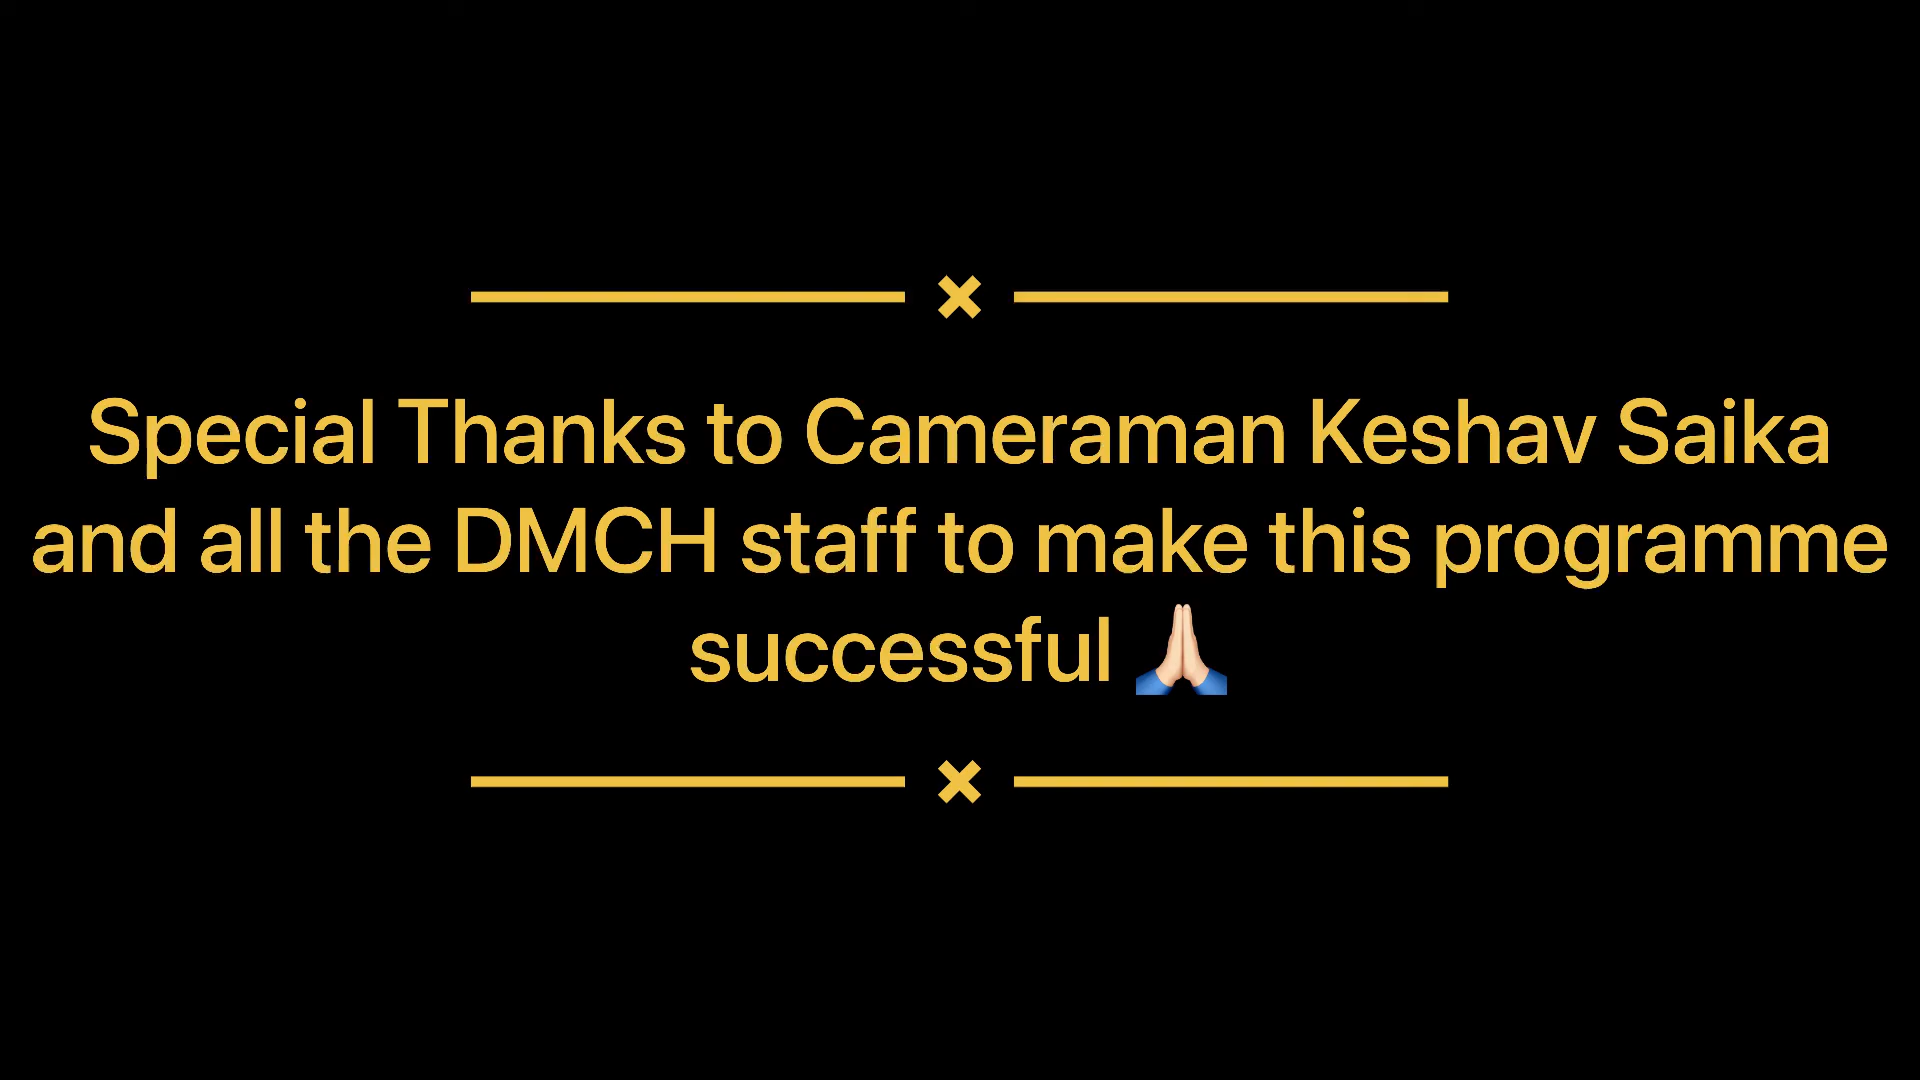 Special Thanks to Cameraman Keshav Saika
and all the DMCH staff to make this programme
successful 🙏🏻